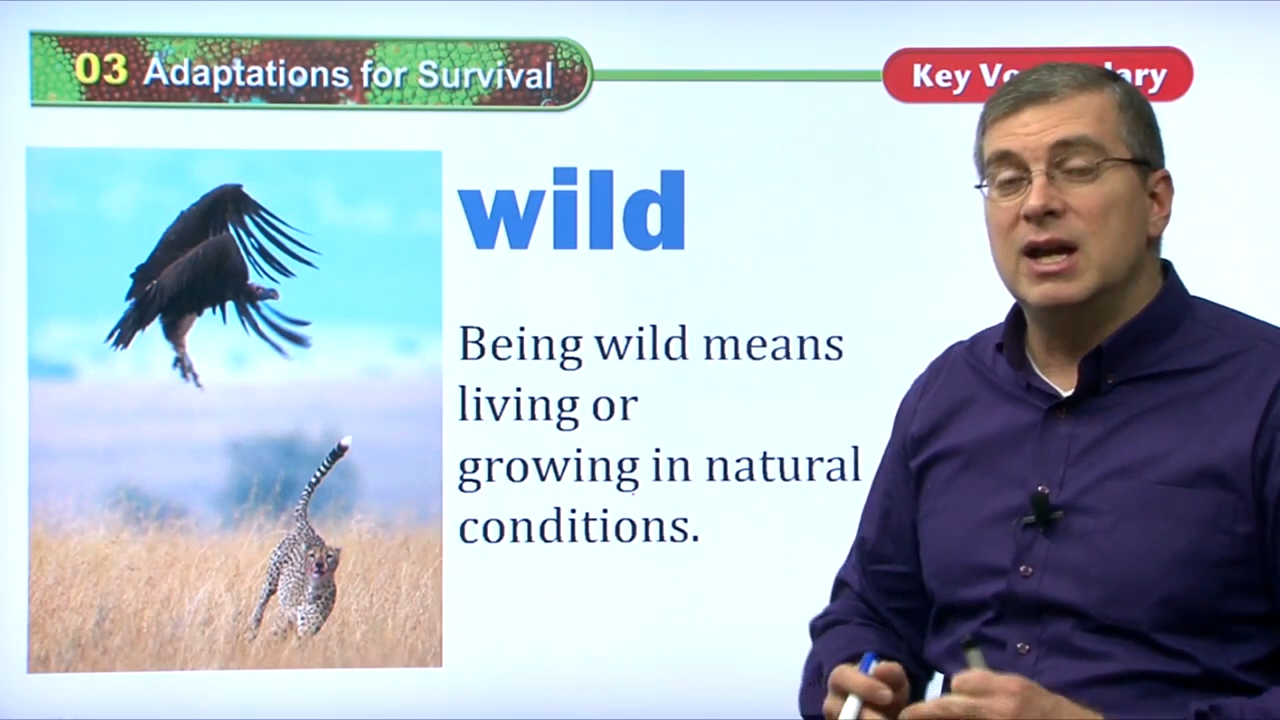 03 Adaptations for Survival
Key
wild
Being wild means
living or
growing in natural
conditions.